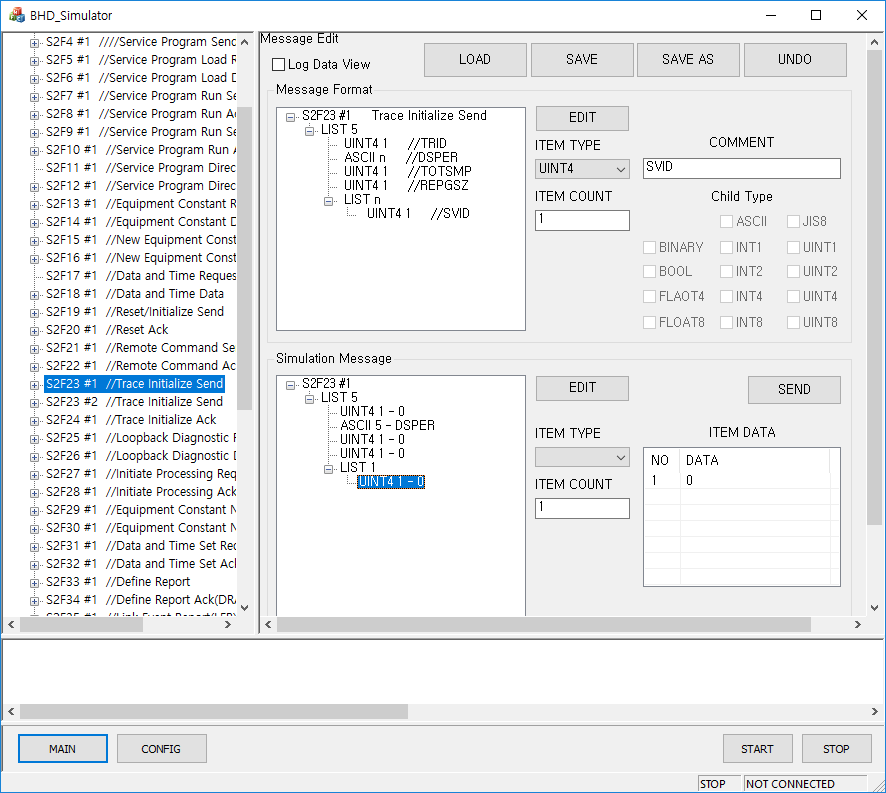 BHD_Simulator
S2F4 #1 ////Service Program Senc
S2F5 #1 //Service Program Load R
S2F6 #1 //Service Program Load D
S2F7 #1 //Service Program Run Se
S2F8 #1 //Service Program Run Ac
S2F9 #1 //Service Program Run Se
S2F10 #1 //Service Program Run A
S2F11 #1 //Service Program Direc
S2F12 #1 //Service Program Direc
S2F13 #1 //Equipment Constant R
S2F14 #1 //Equipment Constant D
S2F15 #1 //New Equipment Const
S2F16 #1 //New Equipment Const
S2F17 #1 //Data and Time Reques
S2F18 #1 //Data and Time Data
S2F19 #1 //Reset/Initialize Send
S2F20 #1 //Reset Ack
S2F21 #1 //Remote Command Se
S2F22 #1 //Remote Command Ac
S2F23 #1 //Trace Initialize Send
S2F23 #2 //Trace Initialize Send
S2F24 #1 //Trace Initialize Ack
S2F25 #1 //Loopback Diagnostic F
S2F26 #1 //Loopback Diagnostic D
S2F27 #1 //Initiate Processing Req
S2F28 #1 //Initiate Processing Ack
S2F29 #1 //Equipment Constant N
S2F30 #1 //Equipment Constant N
S2F31 #1 //Data and Time Set Rec
S2F32 #1 //Data and Time Set Ack
S2F33 #1 //Define Report
S2F34 #1 //Define Report Ack(DRA
S2F35 #1 //Link Event Report(LER)
Message Edit
Log Data View
LOAD
SAVE
SAVE AS
UNDO
Message Format
S2F23 #1 Trace Initialize Send
LIST 5
UINT4 1 //TRID
ASCII n //DSPER
UINT4 1 //TOTSMP
UINT4 1 //REPGSZ
LIST n
UINT4 1 //SVID
EDIT
ITEM TYPE
UINT4
ITEM COUNT
1
COMMENT
SVID
Child Type
ASCII JIS8
BINARY INT1 UINT1
BOOL INT2 UINT2
FLAOT4 INT4 UINT4
FLOAT8 INT8 UINT8
Simulation Message
S2F23 #1
LIST 5
UINT4 1 - 0
ASCII 5 - DSPER
UINT4 1 - 0
UINT4 1 - 0
LIST 1
UINT4 1 - 0
EDIT
SEND
ITEM TYPE
ITEM COUNT
1
ITEM DATA
NO DATA
1 0
MAIN
CONFIG
START
STOP
STOP
NOT CONNECTED